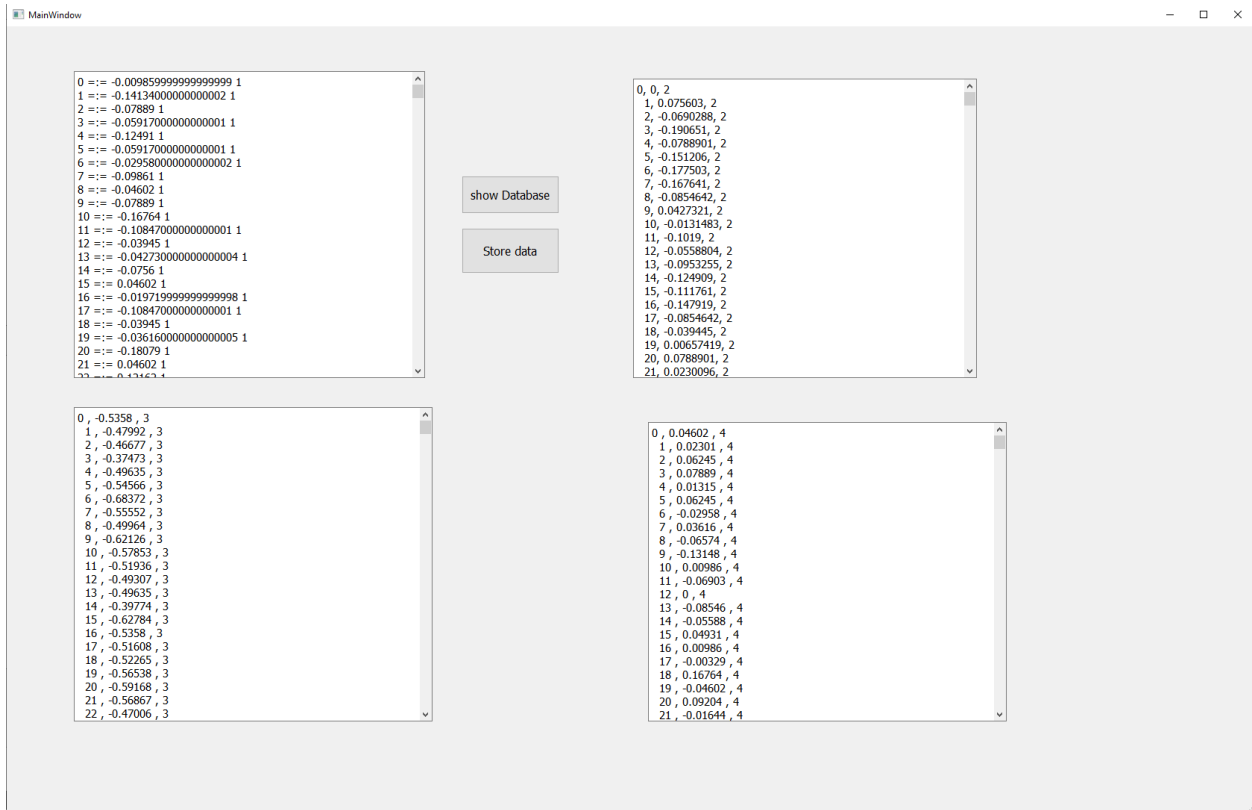 MainWindow
0 =:= -0.009859999999999999 1
1 =:= -0.14134000000000002 1
2 =:= -0.07889 1
3 =:= -0.05917000000000001 1
4 =:= -0.12491 1
5 =:= -0.05917000000000001 1
6 =:= -0.029580000000000002 1
7 =:= -0.09861 1
8 =:= -0.04602 1
9 =:= -0.07889 1
10 =:= -0.16764 1
11 =:= -0.10847000000000001 1
12 =:= -0.03945 1
13 =:= -0.042730000000000004 1
14 =:= -0.0756 1
15 =:= 0.04602 1
16 =:= -0.019719999999999998 1
17 =:= -0.10847000000000001 1
18 =:= -0.03945 1
19 =:= -0.036160000000000005 1
20 =:= -0.18079 1
21 =:= 0.04602 1
show Database
Store data
0, 0, 2
1, 0.075603, 2
2, -0.0690288, 2
3, -0.190651, 2
4, -0.0788901, 2
5, -0.151206, 2
6, -0.177503, 2
7, -0.167641, 2
8, -0.0854642, 2
9, 0.0427321, 2
10, -0.0131483, 2
11, -0.1019, 2
12, -0.0558804, 2
13, -0.0953255, 2
14, -0.124909, 2
15, -0.111761, 2
16, -0.147919, 2
17, -0.0854642, 2
18, -0.039445, 2
19, 0.00657419, 2
20, 0.0788901, 2
21, 0.0230096, 2
0 , -0.5358 , 3
1 , -0.47992 , 3
2 , -0.46677 , 3
3 , -0.37473 , 3
4 , -0.49635 , 3
5 , -0.54566 , 3
6 , -0.68372 , 3
7 , -0.55552 , 3
8 , -0.49964 , 3
9 , -0.62126 , 3
10 , -0.57853 , 3
11 , -0.51936 , 3
12 , -0.49307 , 3
13 , -0.49635 , 3
14 , -0.39774 , 3
15 , -0.62784 , 3
16 , -0.5358 , 3
17 , -0.51608 , 3
18 , -0.52265 , 3
19 , -0.56538 , 3
20 , -0.59168 , 3
21 , -0.56867 , 3
22 , -0.47006 , 3
0 , 0.04602 , 4
1 , 0.02301 , 4
2 , 0.06245 , 4
3 , 0.07889 , 4
4 , 0.01315 , 4
5 , 0.06245 , 4
6 , -0.02958 , 4
7 , 0.03616 , 4
8 , -0.06574 , 4
9 , -0.13148 , 4
10 , 0.00986 , 4
11 , -0.06903 , 4
12 , 0 , 4
13 , -0.08546 , 4
14 , -0.05588 , 4
15 , 0.04931 , 4
16 , 0.00986 , 4
17 , -0.00329 , 4
18 , 0.16764 , 4
19 , -0.04602 , 4
20 , 0.09204 , 4
21 , -0.01644 , 4